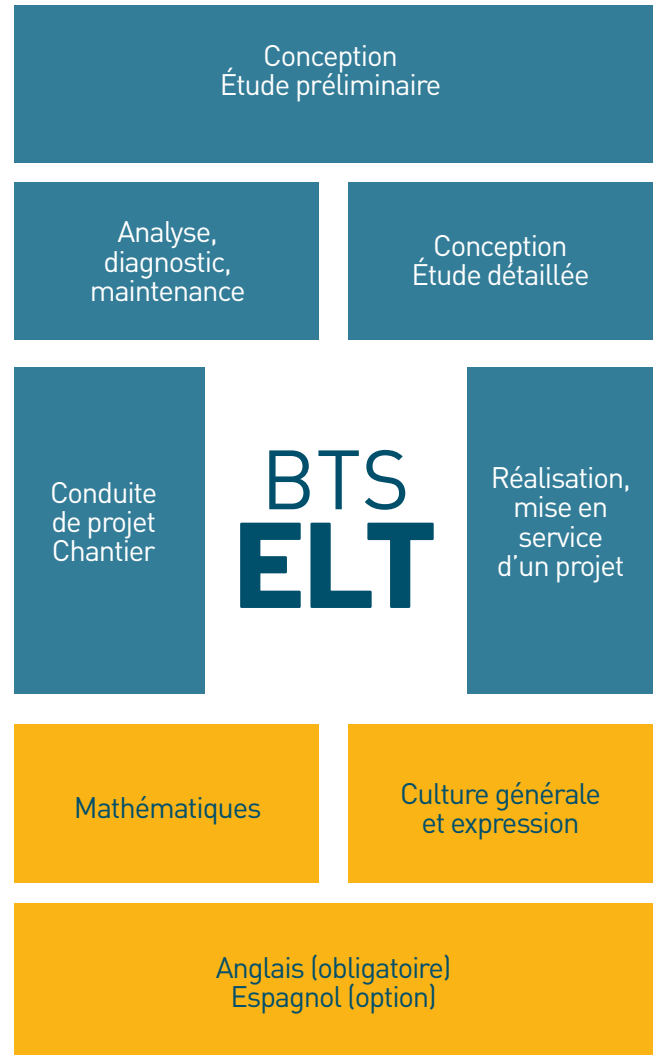 Conception
Étude préliminaire
Analyse,
diagnostic,
maintenance
Conception
Étude détaillée
Conduite
de projet
Chantier
BTS
ELT
Réalisation,
mise en
service
d'un projet
Mathématiques
Culture générale
et expression
Anglais (obligatoire)
Espagnol (option)